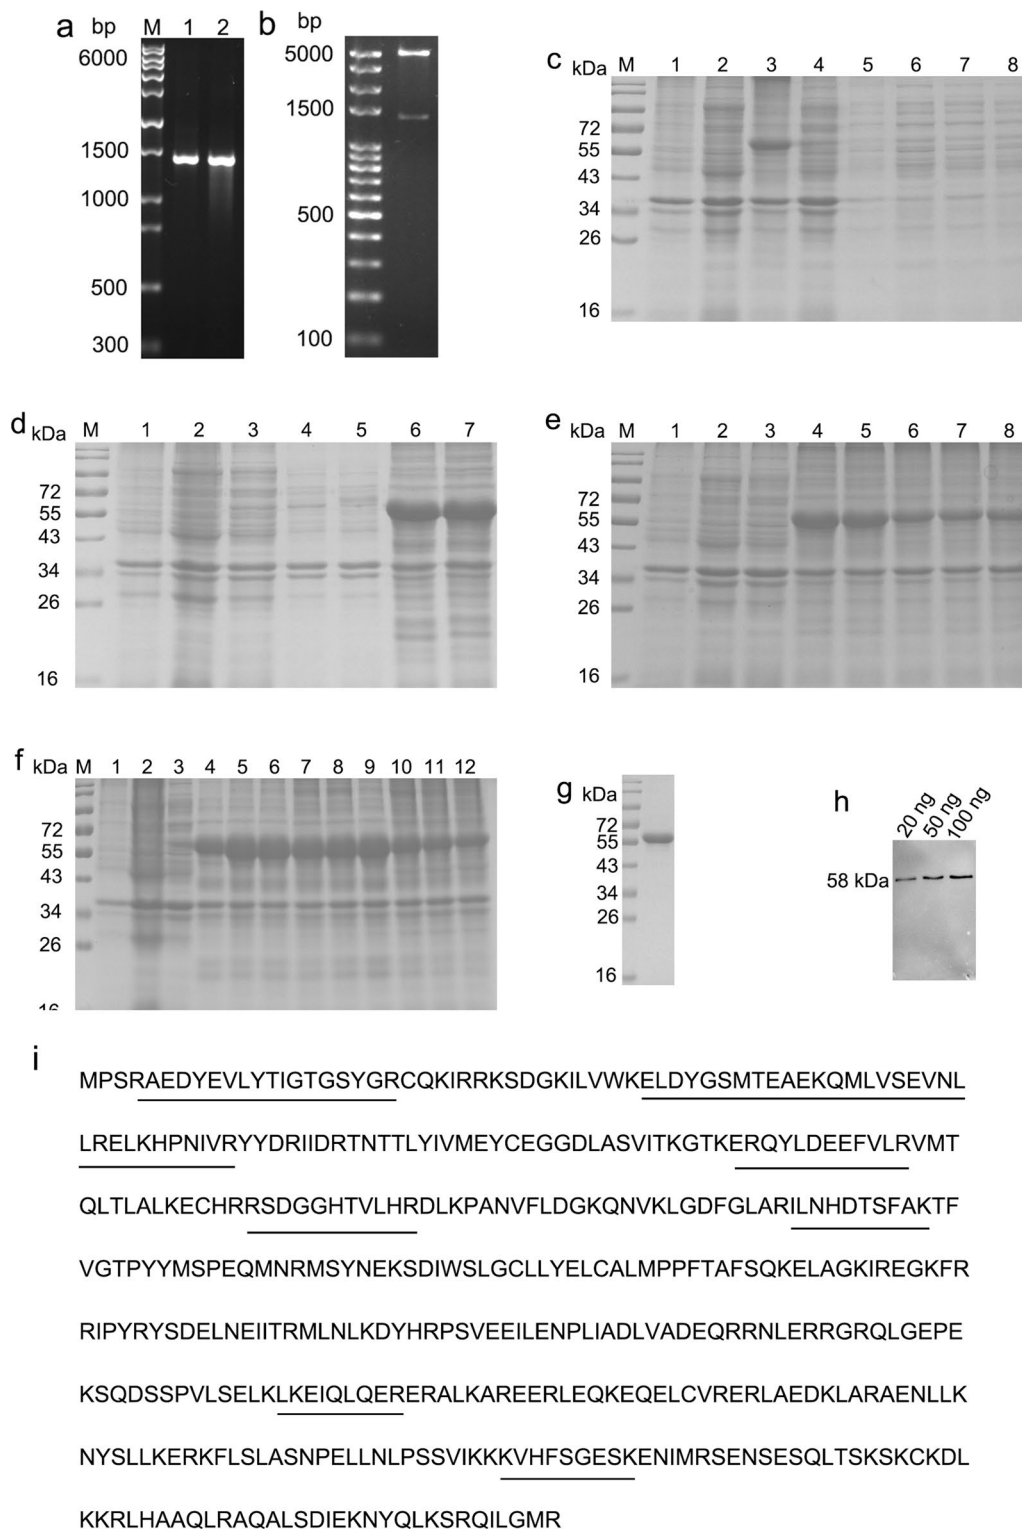 a bp M 1 2
6000
1500
1000
500
300
b bp
5000
1500
500
100
c kDa M 1 2 3 4 5 6 7 8
72
55
43
34
26
16
d kDa M 1 2 3 4 5 6 7
72
55
43
34
26
16
e kDa M 1 2 3 4 5 6 7 8
72
55
43
34
26
16
f kDa M 1 2 3 4 5 6 7 8 9 10 11 12
72
55
43
34
26
16
g kDa
72
55
43
34
26
16
h 20 ng 50 ng 100 ng
58 kDa
i
MPSRAEDYEVLYTIGTGSYGRCQKIRRKSDGKILVWKELDYGSMTEAEKQMLVSEVNL
LRELKHPNIVRYYDRIIDRTNTTLYIVMEYCEGGDLASVITKGTKERQYLDEEFVLRVMT
QLTLALKECHRRSDGGHTVLHRDLKPANVFLDGKQNVKLGDFGLARILNHDTSFAKTF
VGTPYYMSPEQMNRMSYNEKSDIWSLGCLLYELCALMPPFTAFSQKELAGKIREGKFR
RIPYRYSDELNEIITRMLNLKDYHRPSVEEILENPLIADLVADEQRRNLERRGRQLGEPE
KSQDSSPVLSELKLKEIQLQERERALKAREERLEQKEQELCVRERLAEDKLARAENLLK
NYSLLKERKFLSLASNPELLNLPSSVIKKKVHFSGESKENIMRSENSESQLTSKSKCKDL
KKRLHAAQLRAQALSDIEKNYQLKSRQILGMR